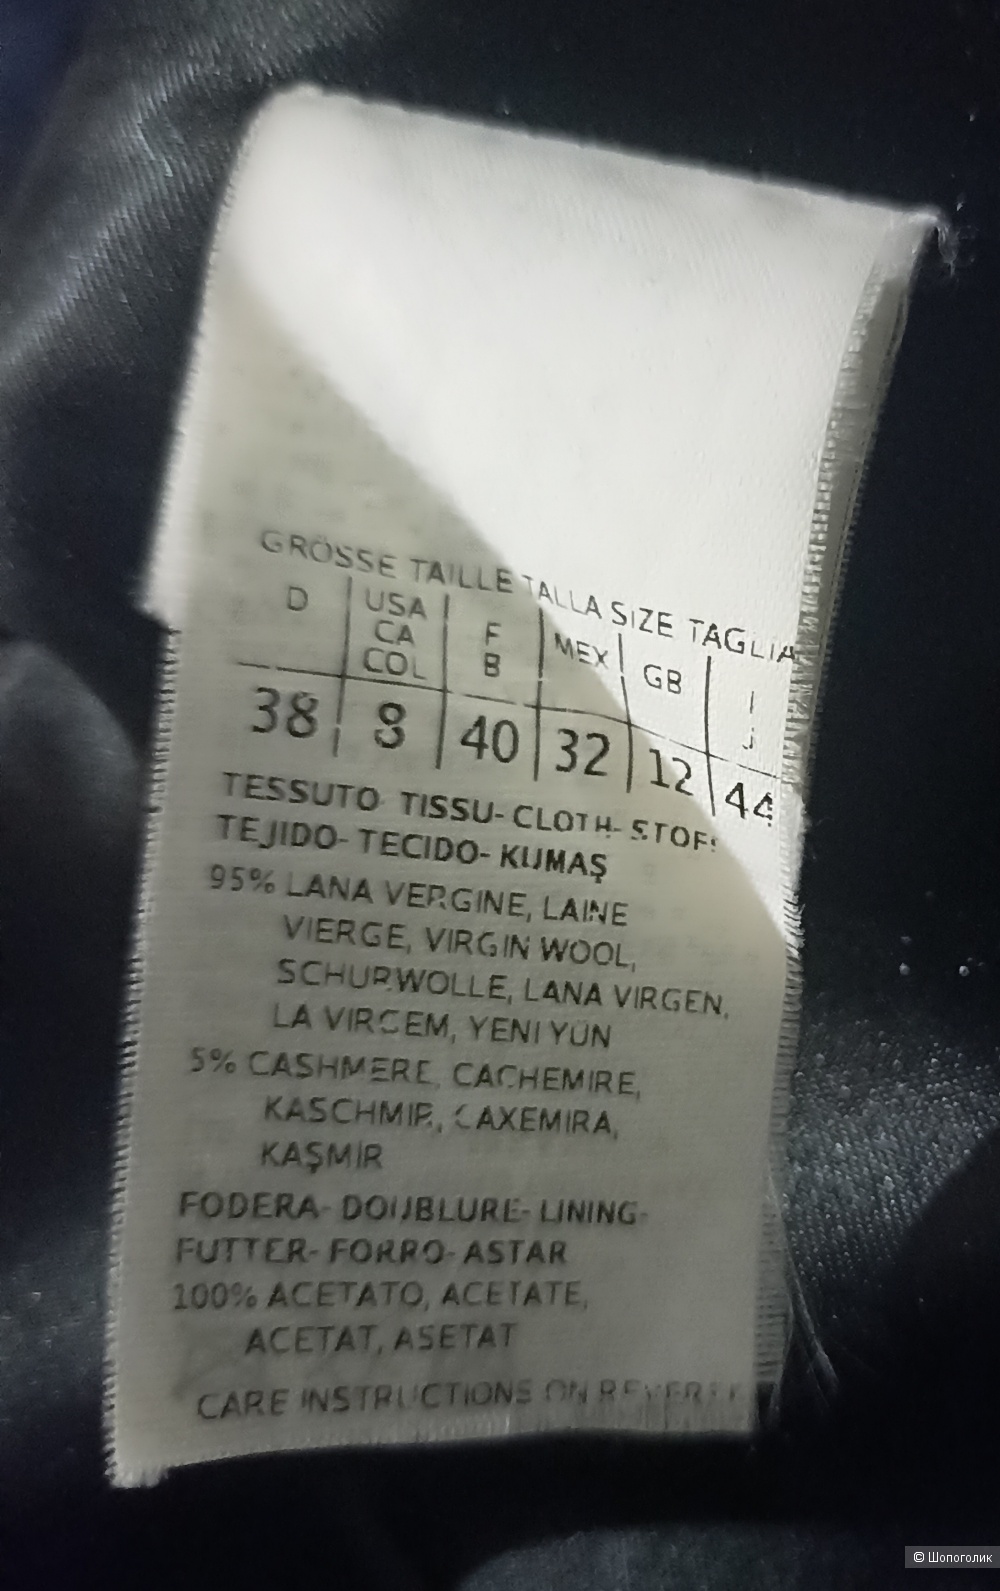 GRÖSSE TAILLE TALLA SIZE TAGLIA
D USA CA COL F B MEX GB I J
38 8 40 32 12 44
TESSUTO TISSU-CLOTH-STOF
TEJIDO-TECIDO-KUMAŞ
95% LANA VERGINE, LAINE
VIERGE, VIRGIN WOOL,
SCHURWOLLE, LANA VIRGEN,
LA VIRGEM, YENI YÜN
5% CASHMERE, CACHEMIRE,
KASCHMIR, CAXEMIRA,
KAŞMİR
FODERA-DOUBLURE-LINING-
FUTTER-FORRO-ASTAR
100% ACETATO, ACETATE,
ACETAT, ASETAT
CARE INSTRUCTIONS ON REVERSE
© Шопоголик